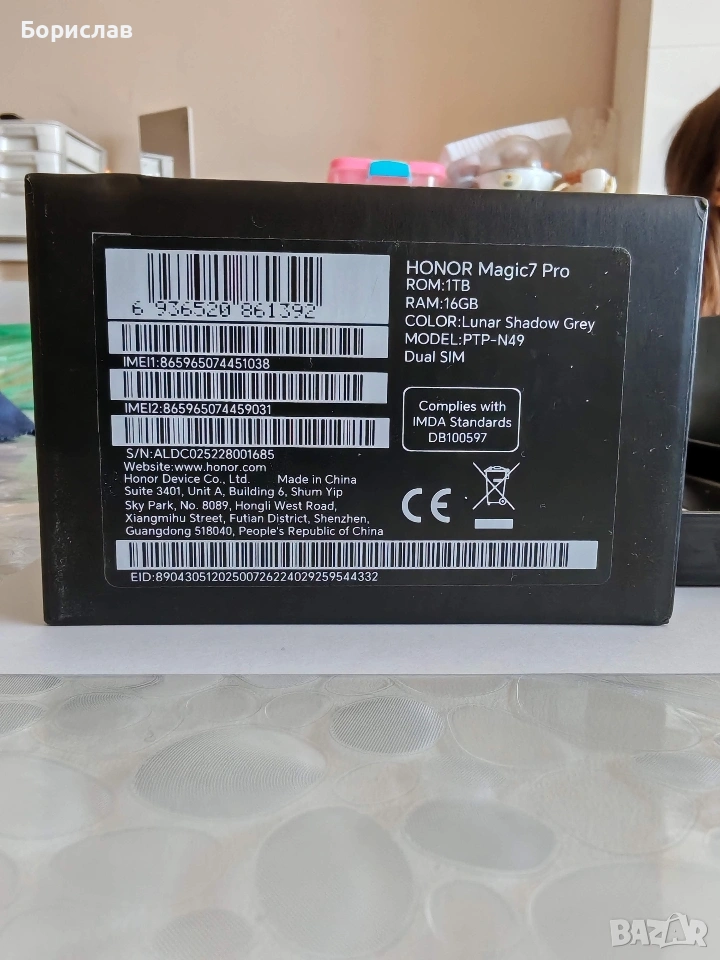 Борислав
HONOR Magic7 Pro
ROM:1TB
RAM:16GB
COLOR:Lunar Shadow Grey
MODEL:PTP-N49
Dual SIM
6 936520 861392
IMEI1:865965074451038
IMEI2:865965074459031
S/N:ALDC025228001685
Website:www.honor.com
Honor Device Co., Ltd. Made in China
Suite 3401, Unit A, Building 6, Shum Yip
Sky Park, No. 8089, Hongli West Road,
Xiangmihu Street, Futian District, Shenzhen,
Guangdong 518040, People's Republic of China
Complies with
IMDA Standards
DB100597
CE
EID:89043051202500726224029259544332
BAZAR